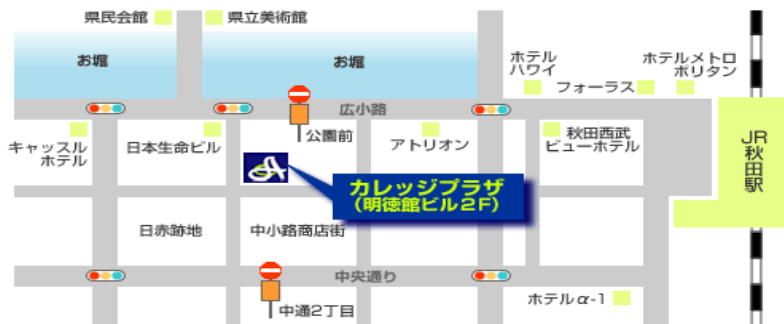 県民会館
県立美術館
お堀
お堀
ホテル
ハワイ
ホテルメトロ
ポリタン
フォーラス
広小路
公園前
キャッスル
ホテル
日本生命ビル
アトリオン
秋田西武
ビューホテル
JR
秋田駅
カレッジプラザ
(明徳館ビル2F)
日赤跡地
中小路商店街
中央通り
中通2丁目
ホテルα-1